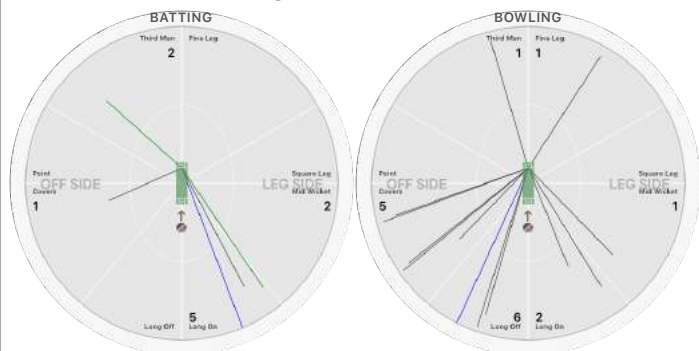 BATTING
Third Man Fine Leg
2
Point
OFF SIDE
Covers
1
Square Leg
LEG SIDE
Mid Wicket
2
5
Long Off Long On
BOWLING
Third Man Fine Leg
1 1
Point
OFF SIDE
Covers
5
Square Leg
LEG SIDE
Mid Wicket
1
6 2
Long Off Long On